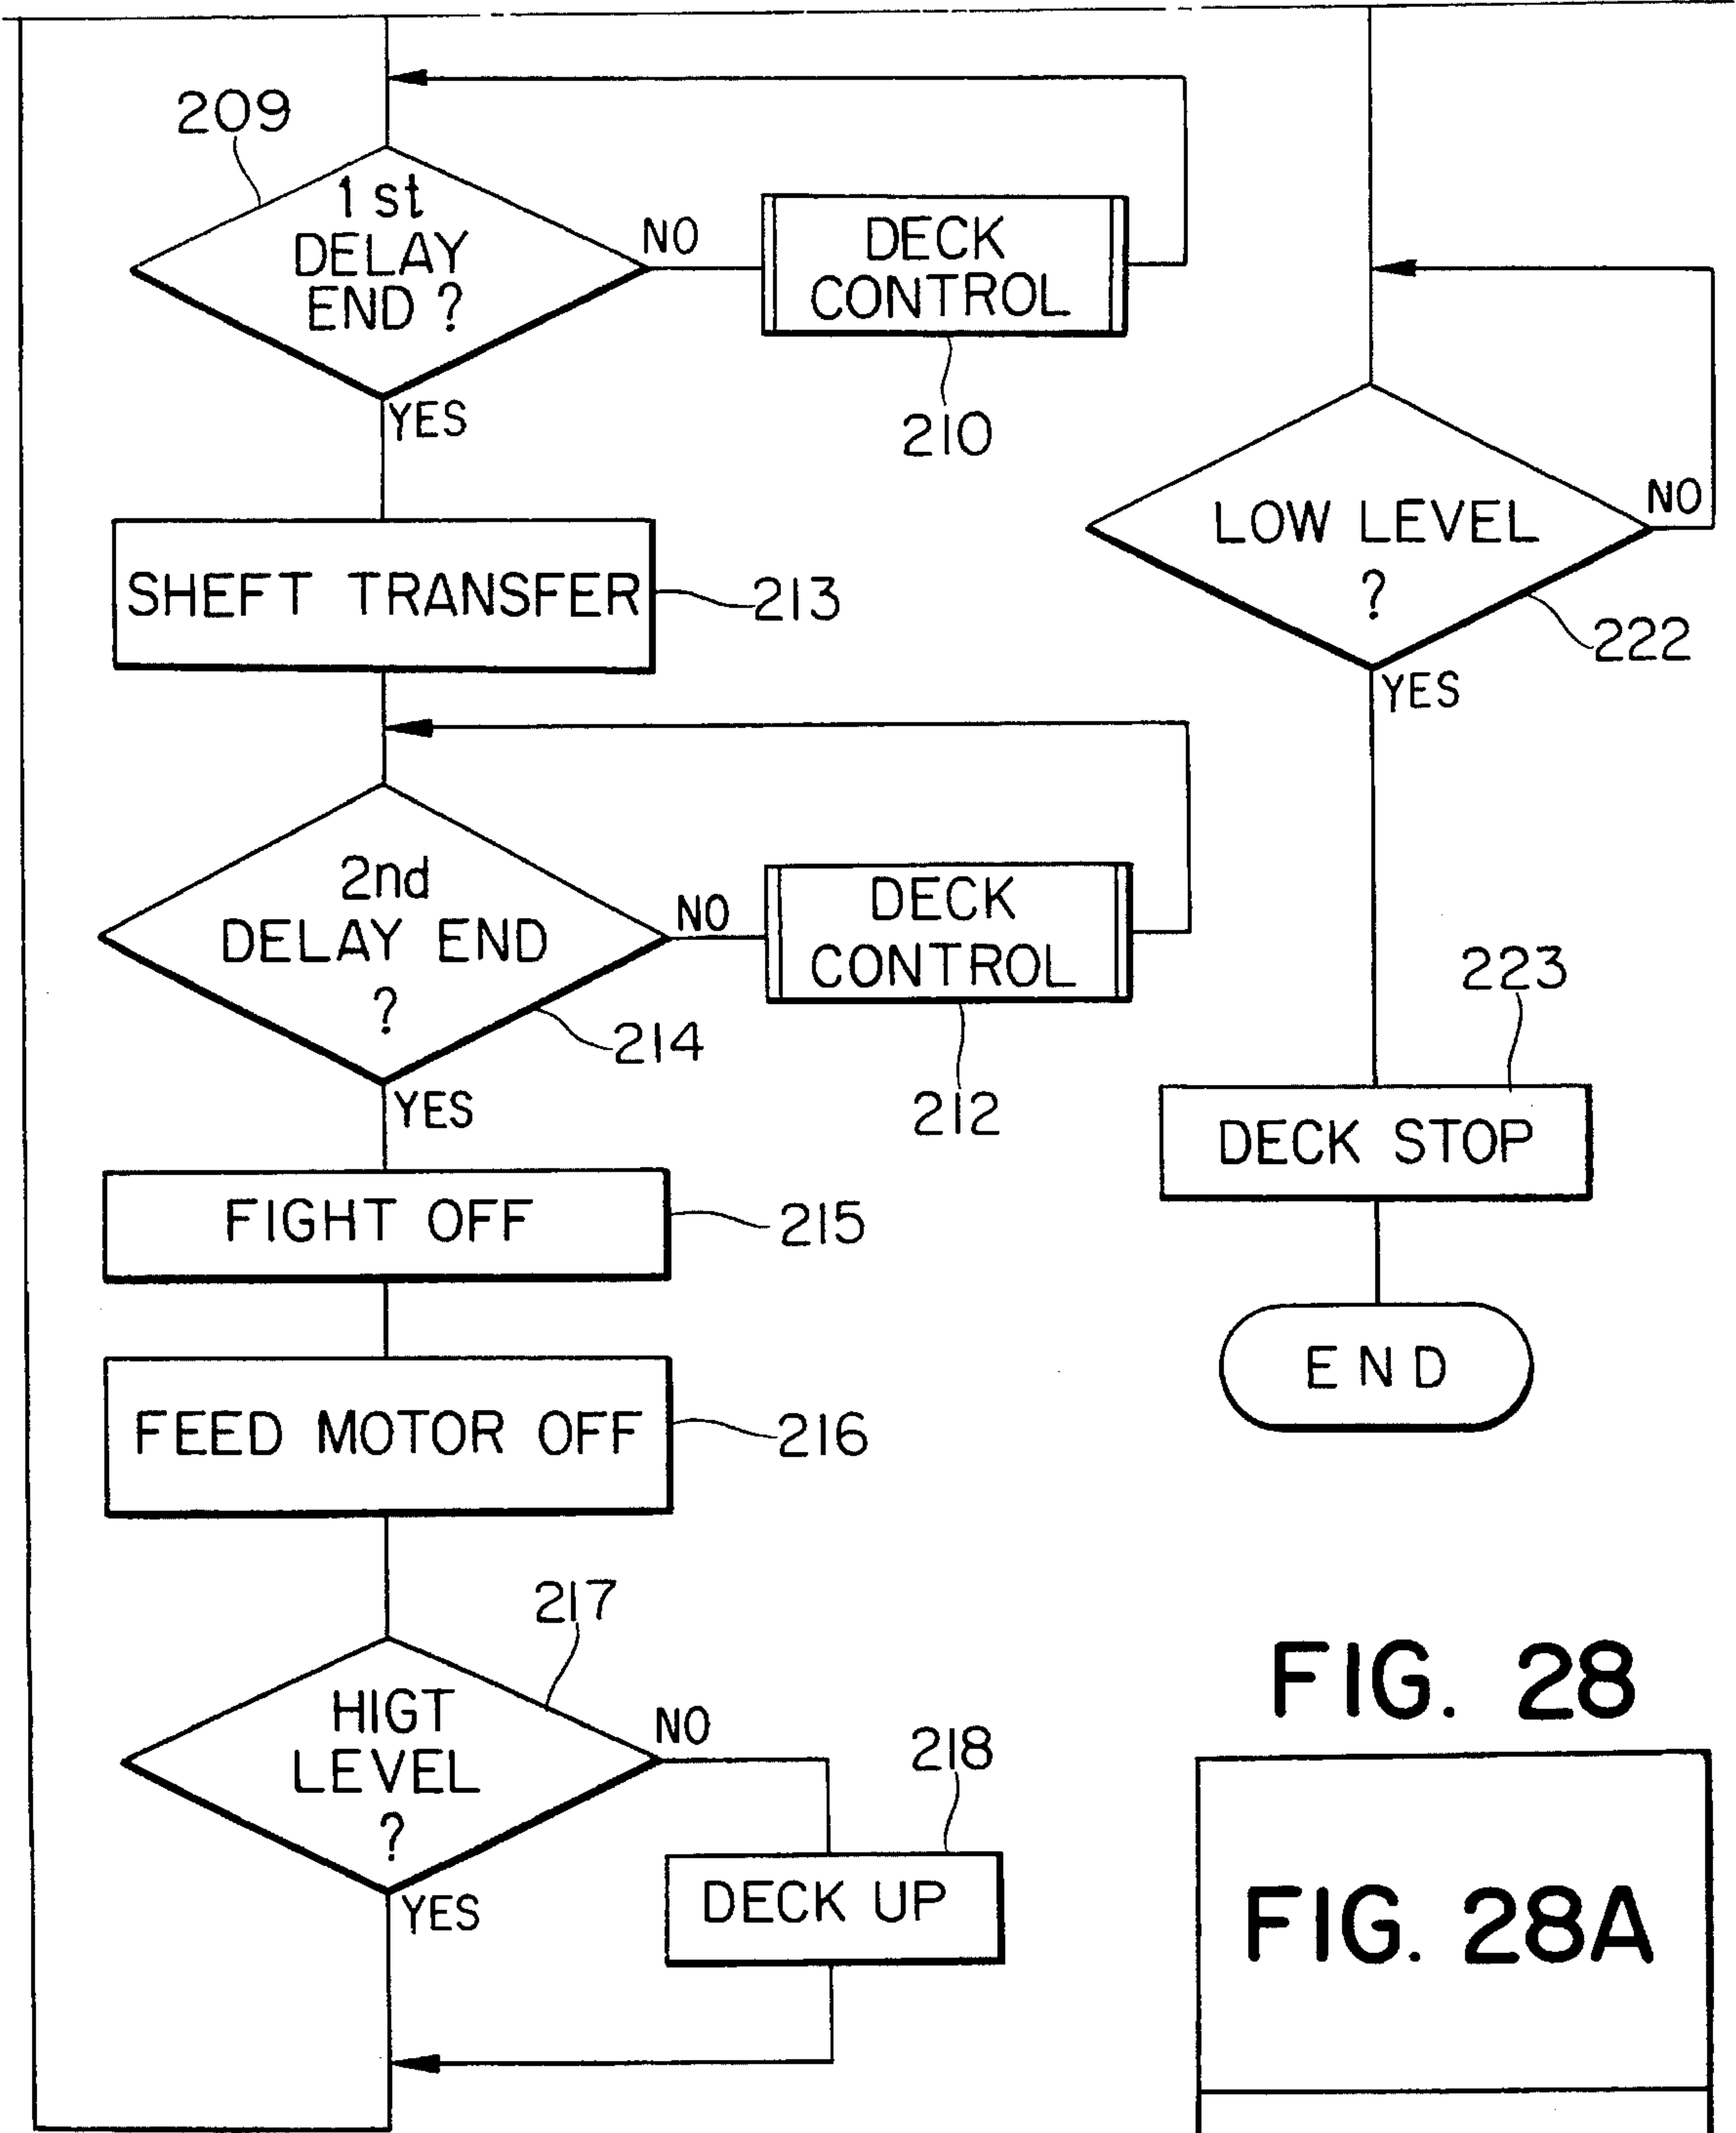 209
1st
DELAY
END ?
NO
DECK
CONTROL
210
YES
SHEFT TRANSFER
213
2nd
DELAY END
?
NO
DECK
CONTROL
212
214
YES
FIGHT OFF
215
FEED MOTOR OFF
216
217
HIGT
LEVEL
?
NO
218
DECK UP
YES
LOW LEVEL
?
NO
222
YES
223
DECK STOP
END
FIG. 28
FIG. 28A